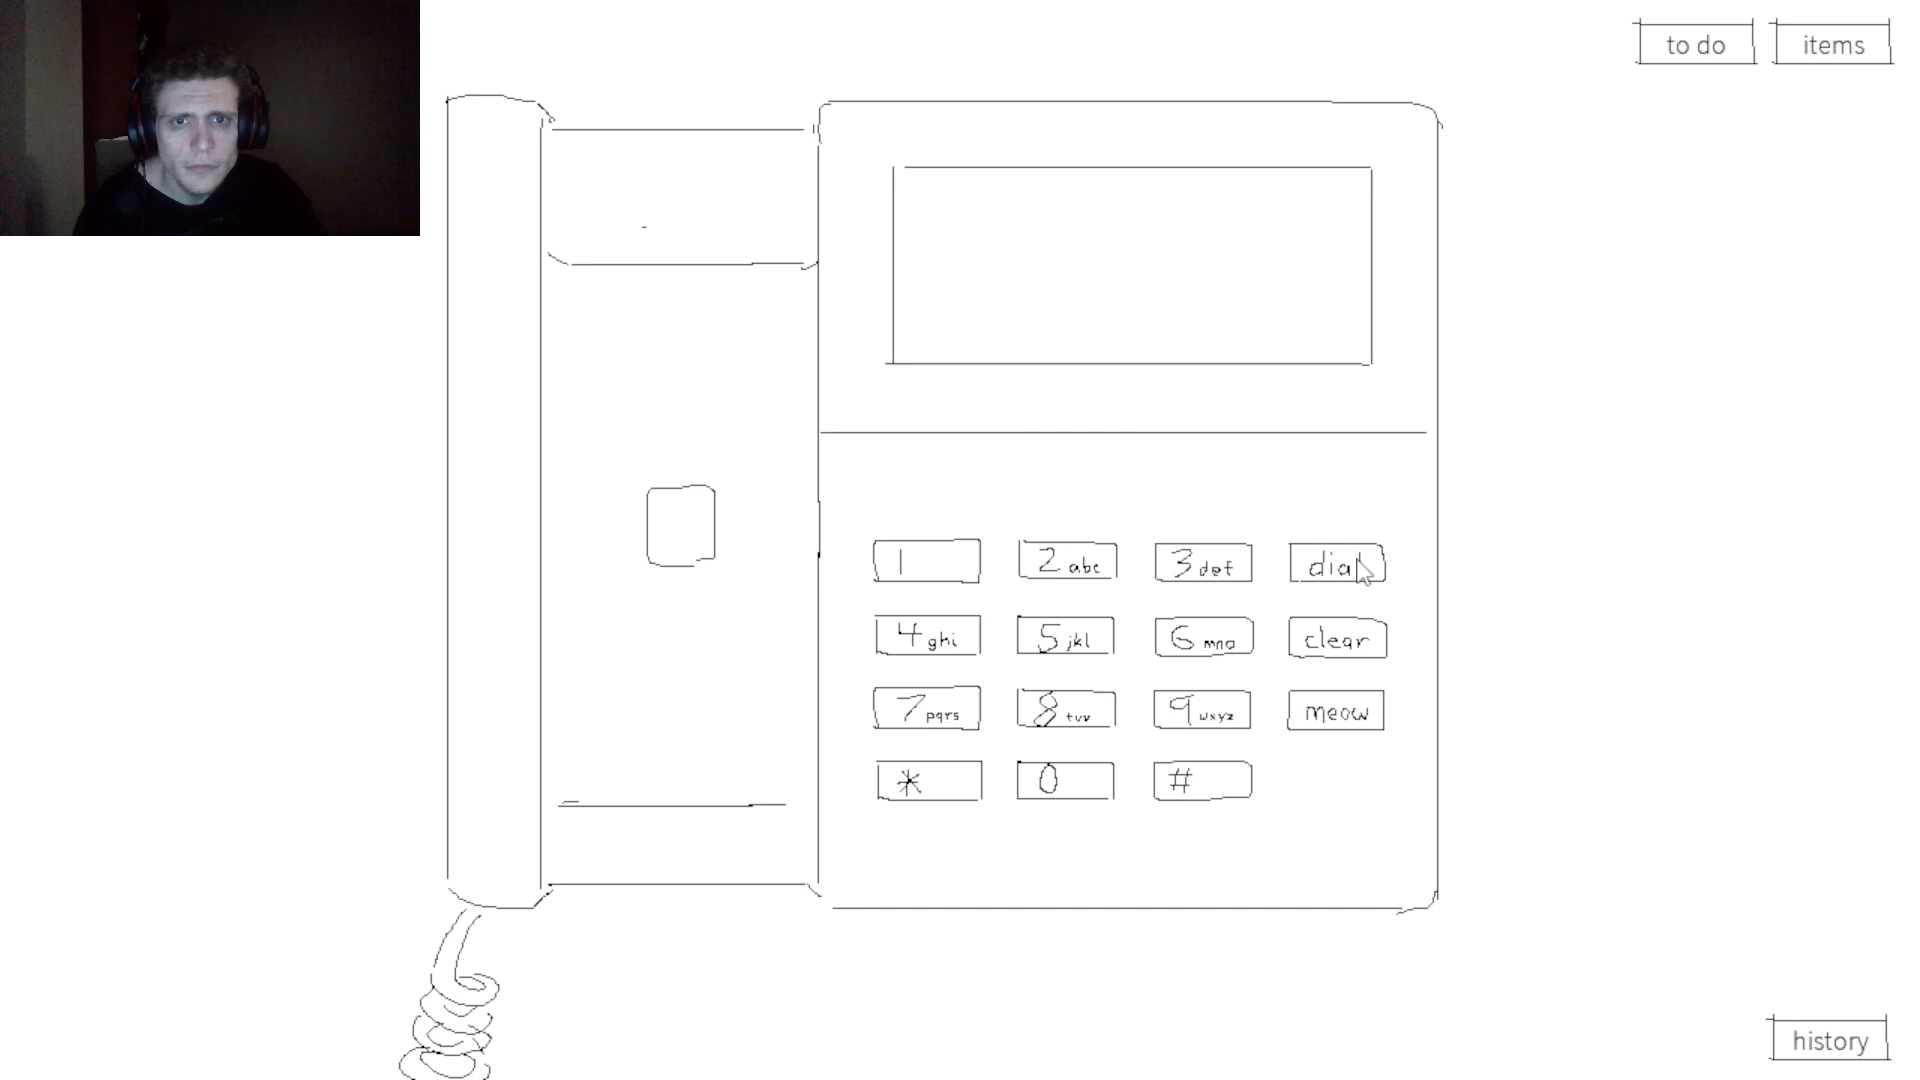 to do items
1 2 abc 3 def dial
4 ghi 5 jkl 6 mno clear
7 pqrs 8 tuv 9 wxyz meow
* 0 #
history